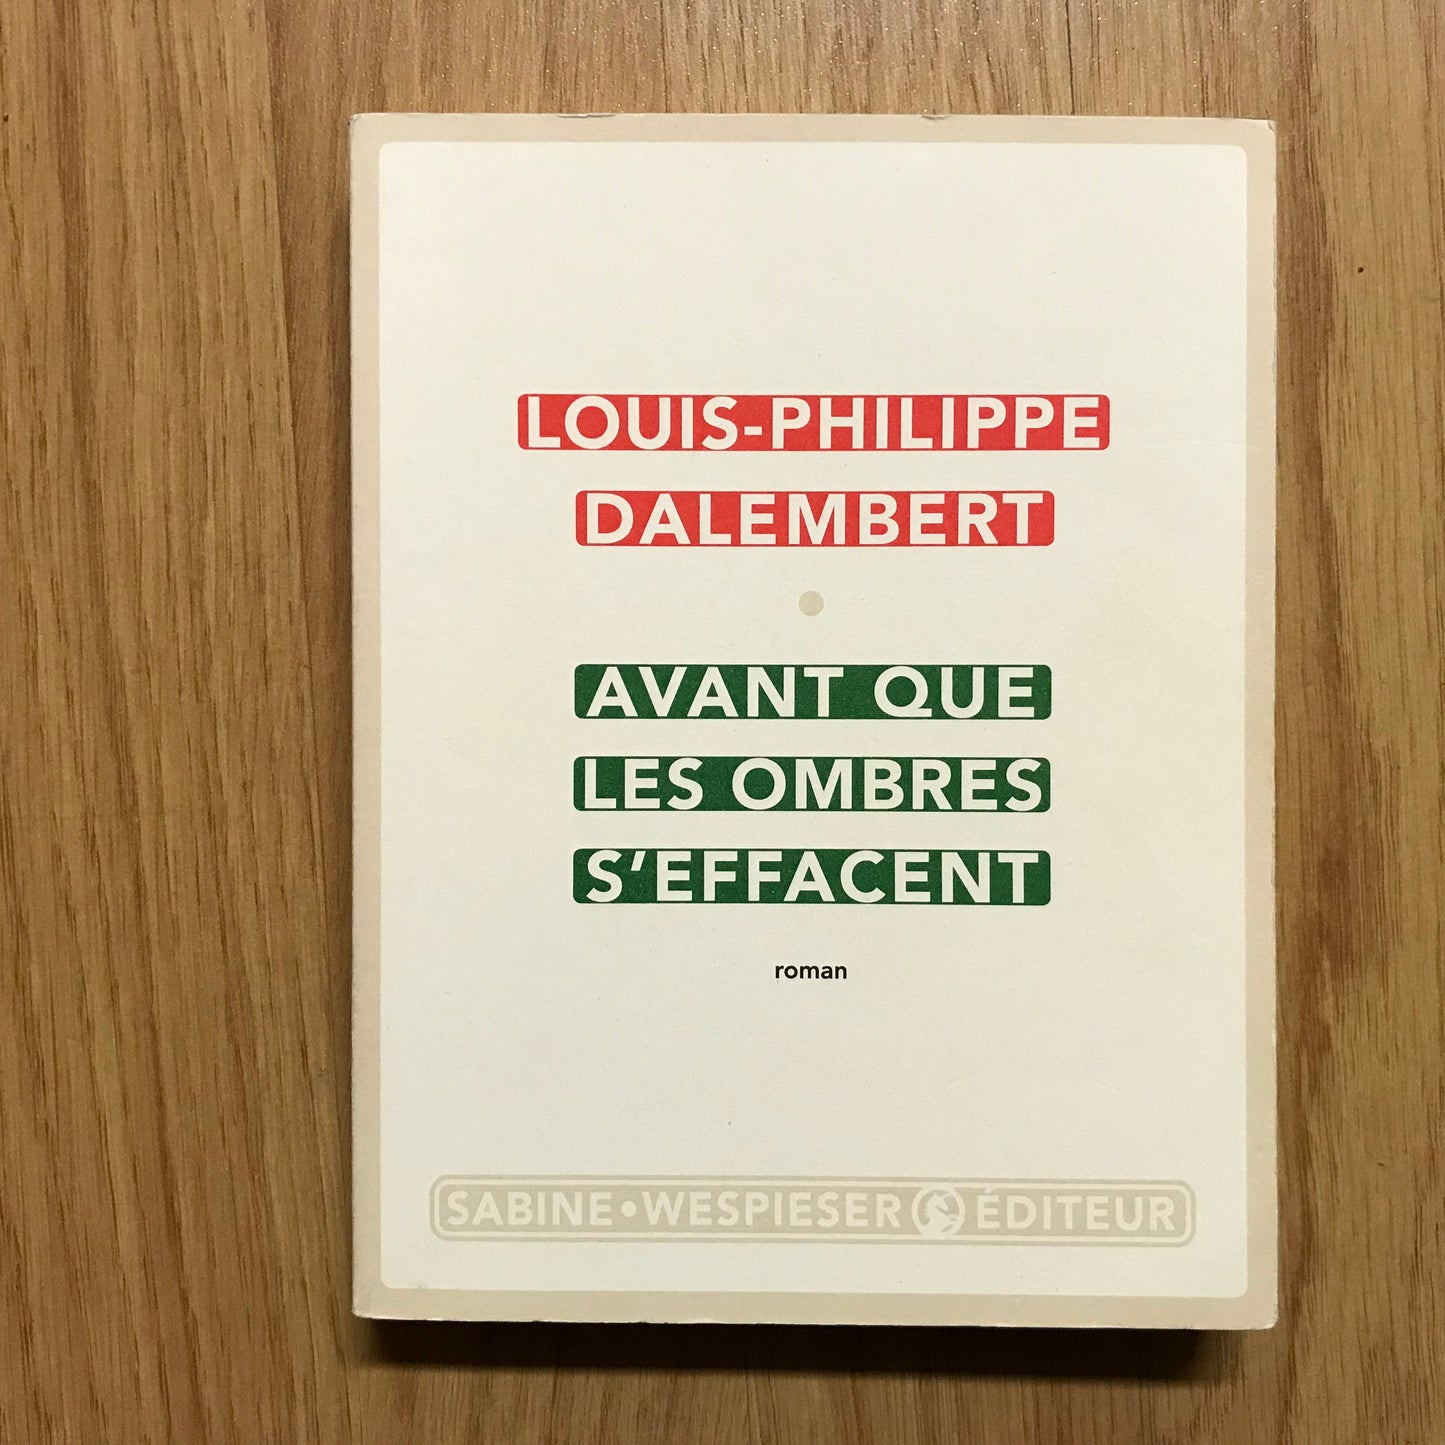 LOUIS-PHILIPPE
DALEMBERT
AVANT QUE
LES OMBRES
S’EFFACENT
roman
SABINE • WESPIESER ÉDITEUR